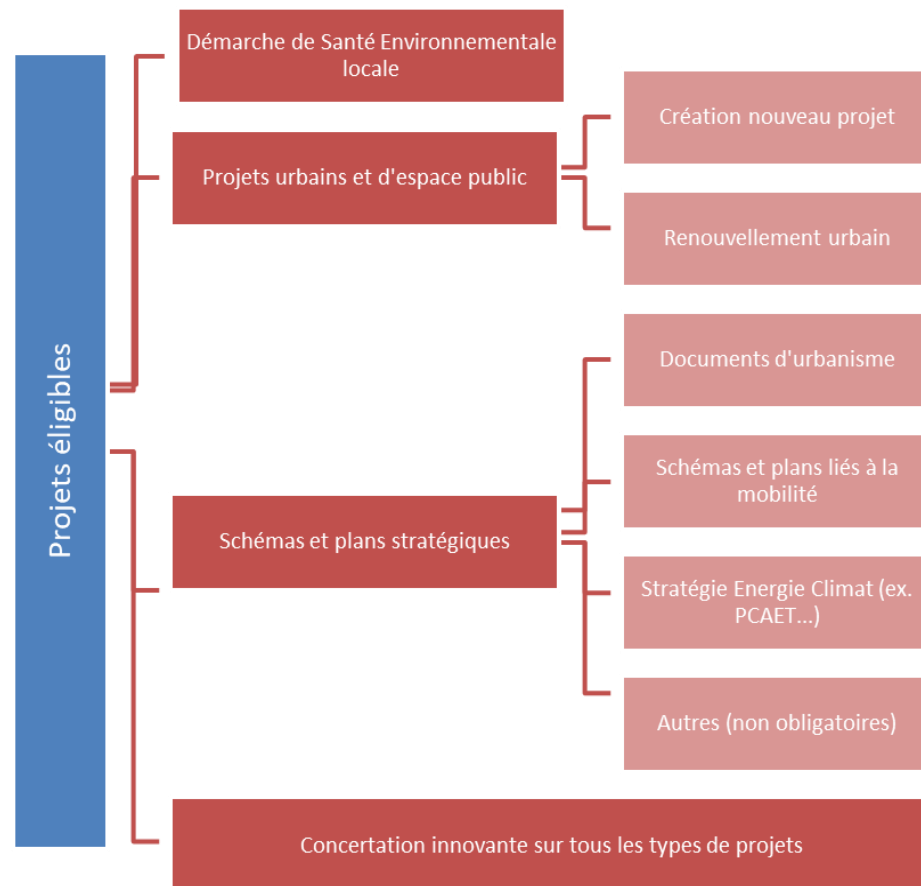 Projets éligibles
Démarche de Santé Environnementale
locale
Projets urbains et d'espace public
Création nouveau projet
Renouvellement urbain
Schémas et plans stratégiques
Documents d'urbanisme
Schémas et plans liés à la
mobilité
Stratégie Energie Climat (ex.
PCAET...)
Autres (non obligatoires)
Concertation innovante sur tous les types de projets